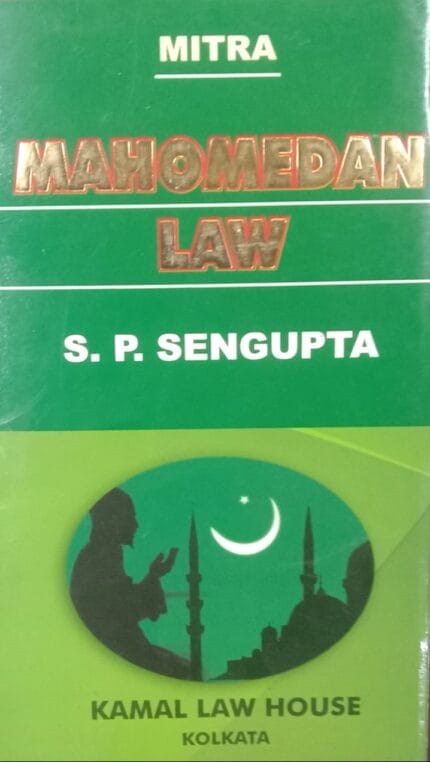 MITRA
MAHOMEDAN
LAW
S. P. SENGUPTA
KAMAL LAW HOUSE
KOLKATA